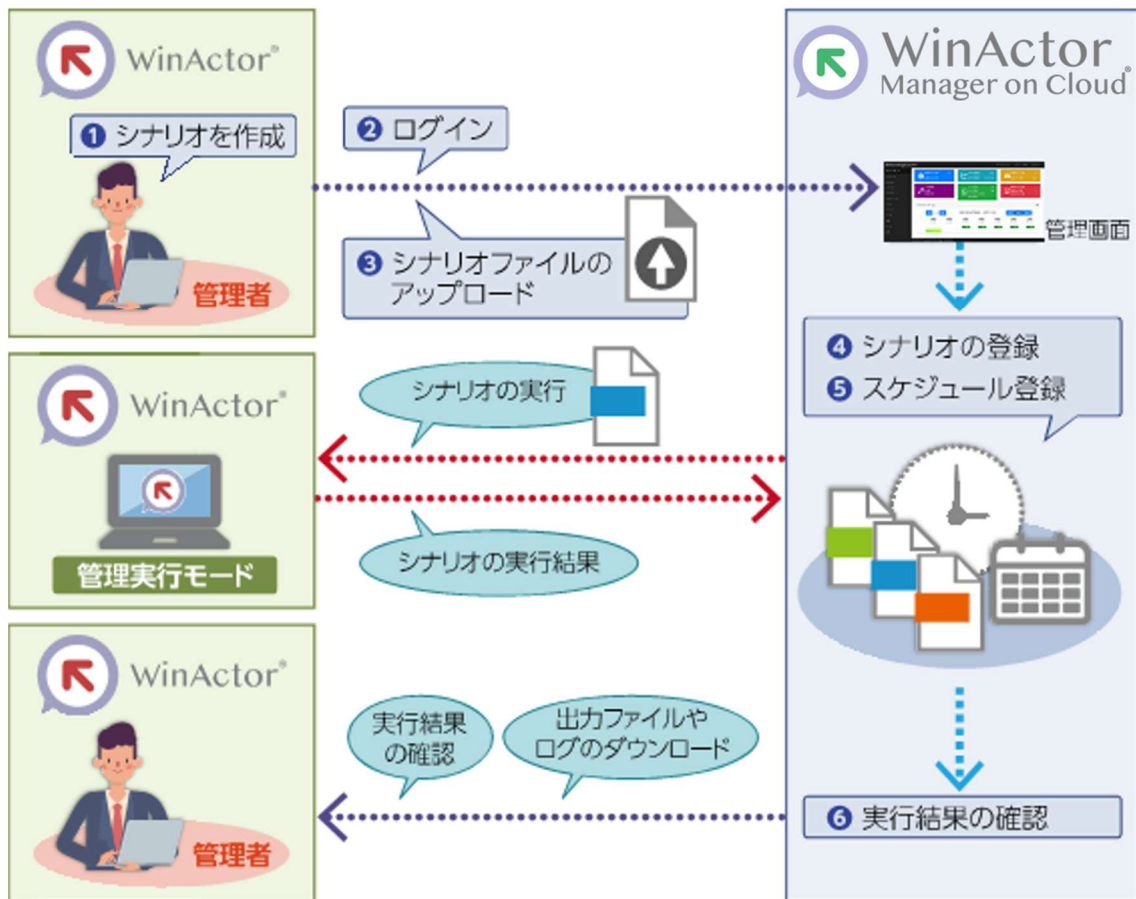 WinActor®
❶ シナリオを作成
管理者
❷ ログイン
❸ シナリオファイルの
アップロード
WinActor
Manager on Cloud®
管理画面
❹ シナリオの登録
❺ スケジュール登録
WinActor®
管理実行モード
シナリオの実行
シナリオの実行結果
WinActor®
管理者
実行結果
の確認
出力ファイルや
ログのダウンロード
❻ 実行結果の確認